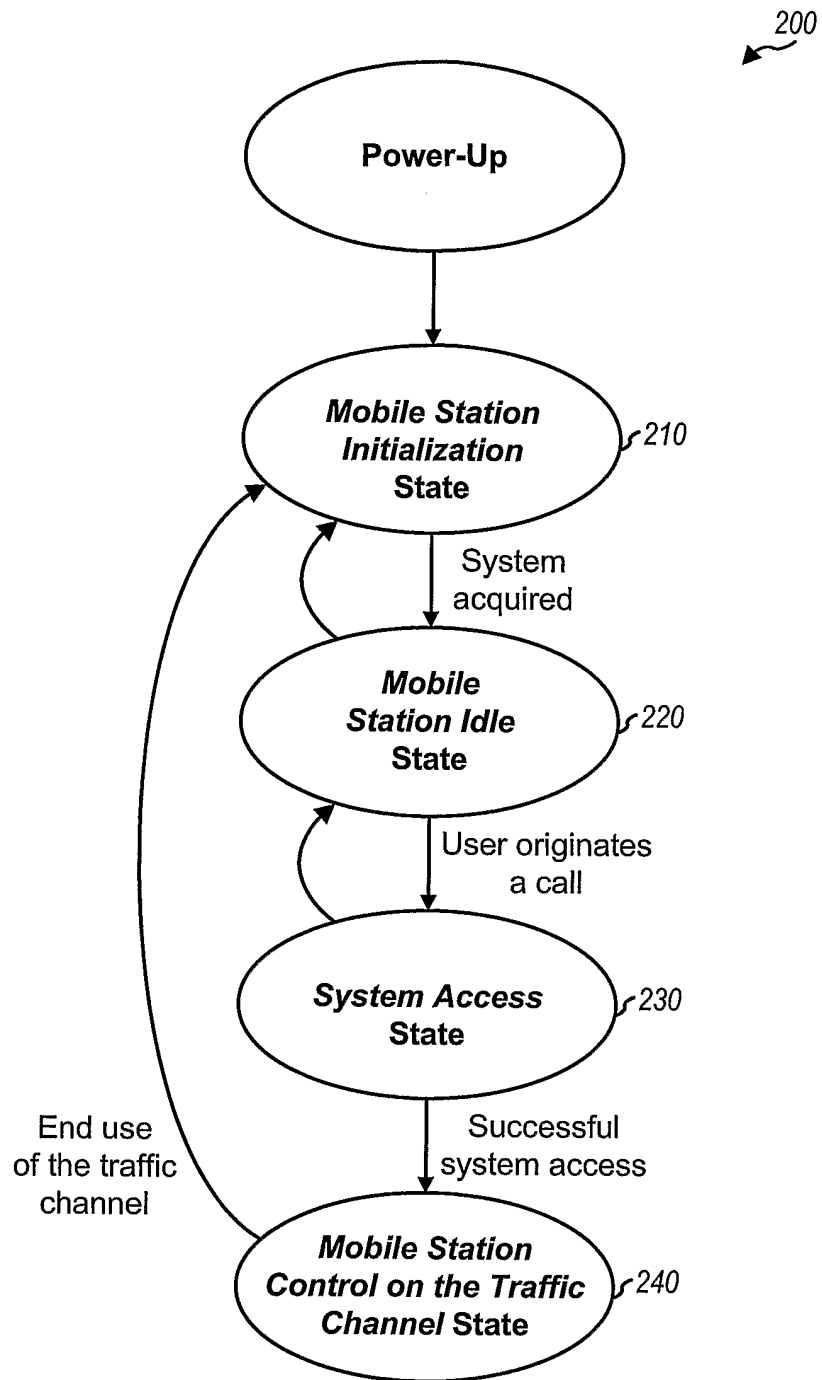 200
Power-Up
Mobile Station
Initialization
State
210
System
acquired
Mobile
Station Idle
State
220
User originates
a call
System Access
State
230
End use
of the traffic
channel
Successful
system access
Mobile Station
Control on the Traffic
Channel State
240